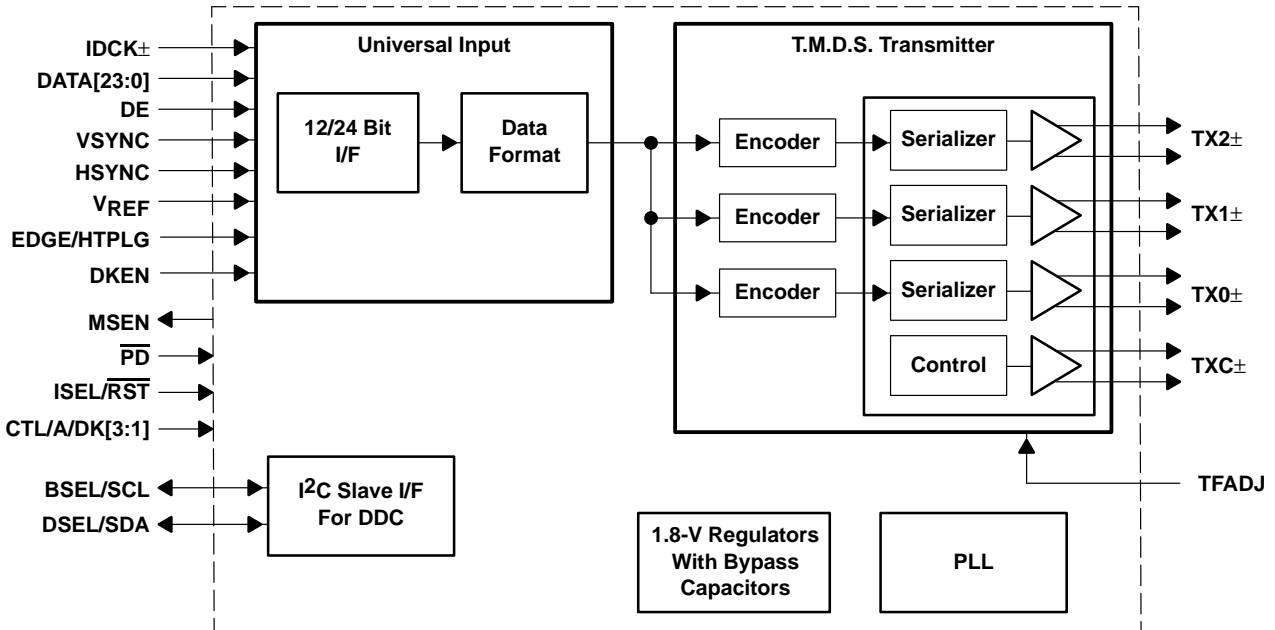 IDCK±
DATA[23:0]
DE
VSYNC
HSYNC
VREF
EDGE/HTPLG
DKEN
MSEN
PD
ISEL/RST
CTL/A/DK[3:1]
BSEL/SCL
DSEL/SDA
Universal Input
12/24 Bit
I/F
Data
Format
T.M.D.S. Transmitter
Encoder
Serializer
Encoder
Serializer
Encoder
Serializer
Control
TX2±
TX1±
TX0±
TXC±
TFADJ
I2C Slave I/F
For DDC
1.8-V Regulators
With Bypass
Capacitors
PLL